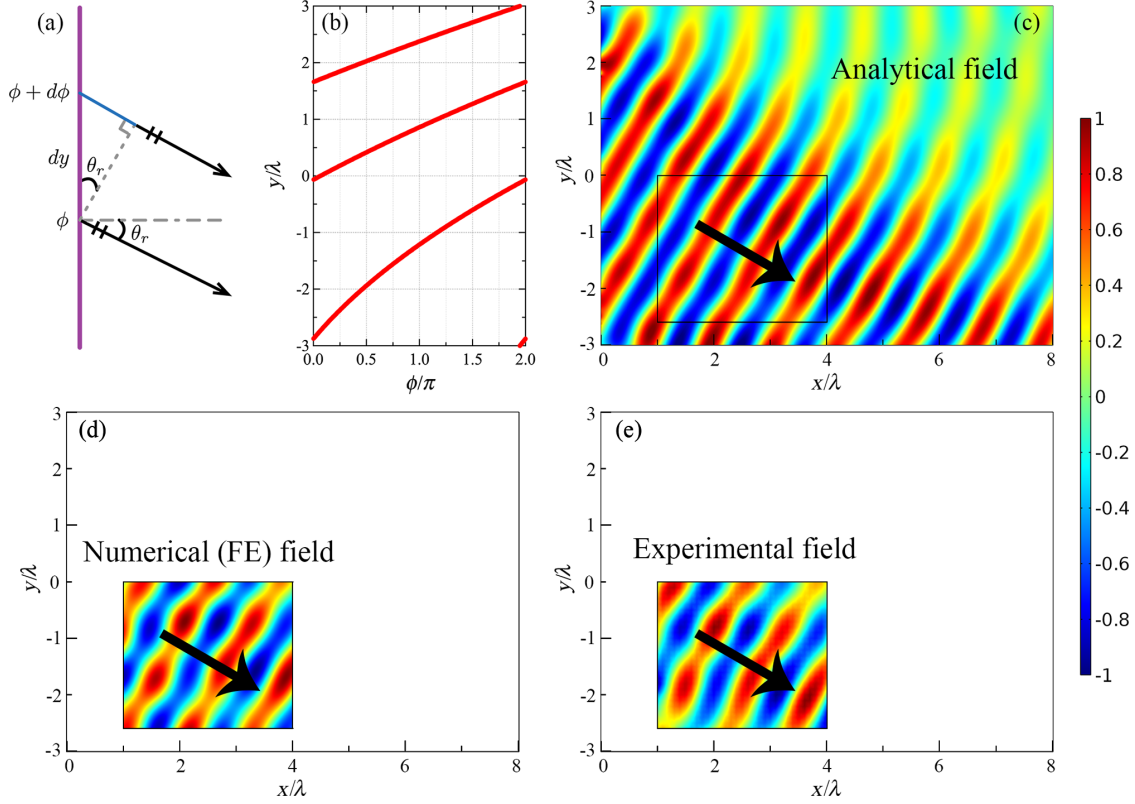 (a)
ϕ + dϕ
dy
θr
ϕ
θr
(b)
y/λ
3
2
1
0
-1
-2
-3
0.0
0.5
1.0
1.5
2.0
ϕ/π
(c)
Analytical field
y/λ
3
2
1
0
-1
-2
-3
0
2
4
6
8
x/λ
1
0.8
0.6
0.4
0.2
0
-0.2
-0.4
-0.6
-0.8
-1
(d)
Numerical (FE) field
y/λ
3
2
1
0
-1
-2
-3
0
2
4
6
8
x/λ
(e)
Experimental field
y/λ
3
2
1
0
-1
-2
-3
0
2
4
6
8
x/λ